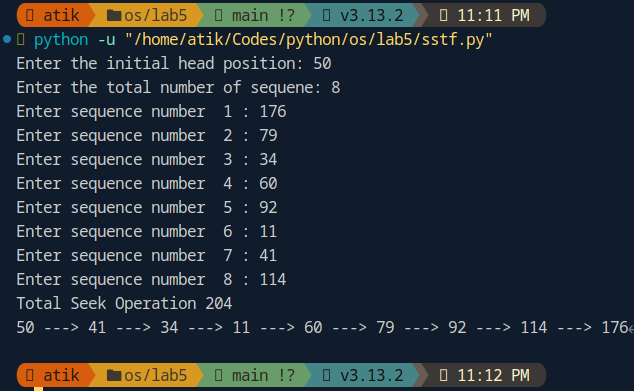 atik os/lab5 main !? v3.13.2 11:11 PM
python -u "/home/atik/Codes/python/os/lab5/sstf.py"
Enter the initial head position: 50
Enter the total number of sequene: 8
Enter sequence number  1 : 176
Enter sequence number  2 : 79
Enter sequence number  3 : 34
Enter sequence number  4 : 60
Enter sequence number  5 : 92
Enter sequence number  6 : 11
Enter sequence number  7 : 41
Enter sequence number  8 : 114
Total Seek Operation 204
50 ---> 41 ---> 34 ---> 11 ---> 60 ---> 79 ---> 92 ---> 114 ---> 176
atik os/lab5 main !? v3.13.2 11:12 PM